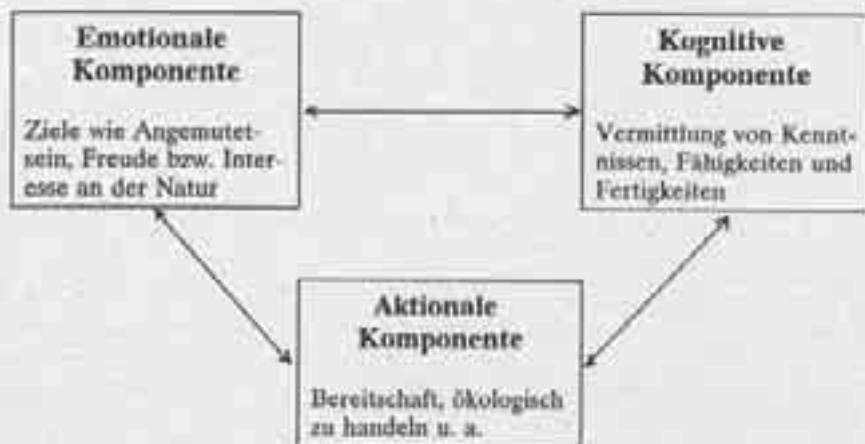 Emotionale
Komponente
Ziele wie Angemutet-
sein, Freude bzw. Inter-
esse an der Natur
Kognitive
Komponente
Vermittlung von Kennt-
nissen, Fähigkeiten und
Fertigkeiten
Aktionale
Komponente
Bereitschaft, ökologisch
zu handeln u. a.